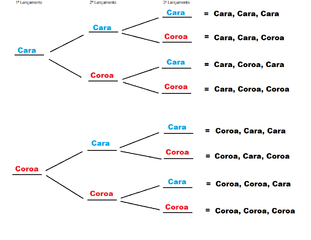 1º Lançamento 2º Lançamento 3º Lançamento
Cara = Cara, Cara, Cara
Cara
Coroa = Cara, Cara, Coroa
Cara
Cara = Cara, Coroa, Cara
Coroa
Coroa = Cara, Coroa, Coroa
Cara = Coroa, Cara, Cara
Cara
Coroa = Coroa, Cara, Coroa
Coroa
Cara = Coroa, Coroa, Cara
Coroa
Coroa = Coroa, Coroa, Coroa